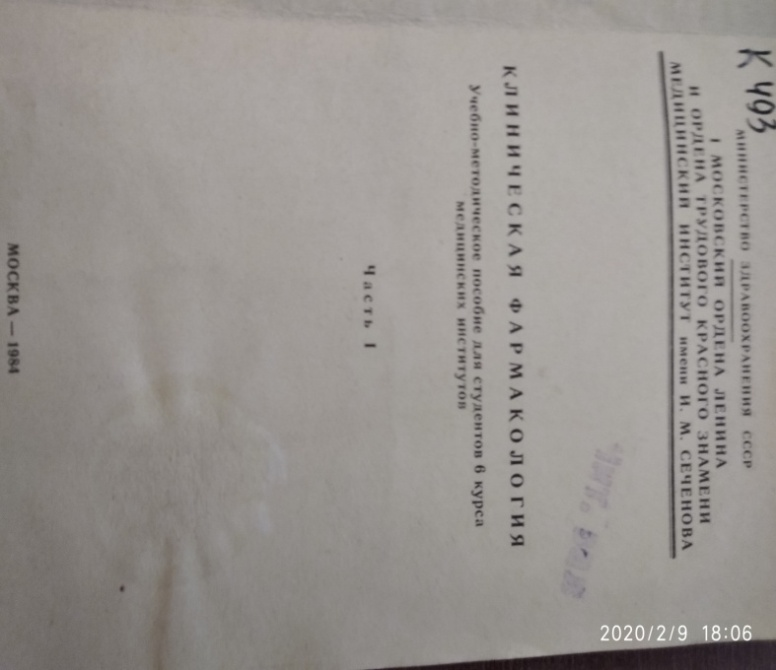 К 493
МИНИСТЕРСТВО ЗДРАВООХРАНЕНИЯ СССР
I МОСКОВСКИЙ ОРДЕНА ЛЕНИНА
И ОРДЕНА ТРУДОВОГО КРАСНОГО ЗНАМЕНИ
МЕДИЦИНСКИЙ ИНСТИТУТ имени И. М. СЕЧЕНОВА
КЛИНИЧЕСКАЯ ФАРМАКОЛОГИЯ
Учебно-методическое пособие для студентов 6 курса
медицинских институтов
Часть I
МОСКВА — 1984
2020/2/9 18:06